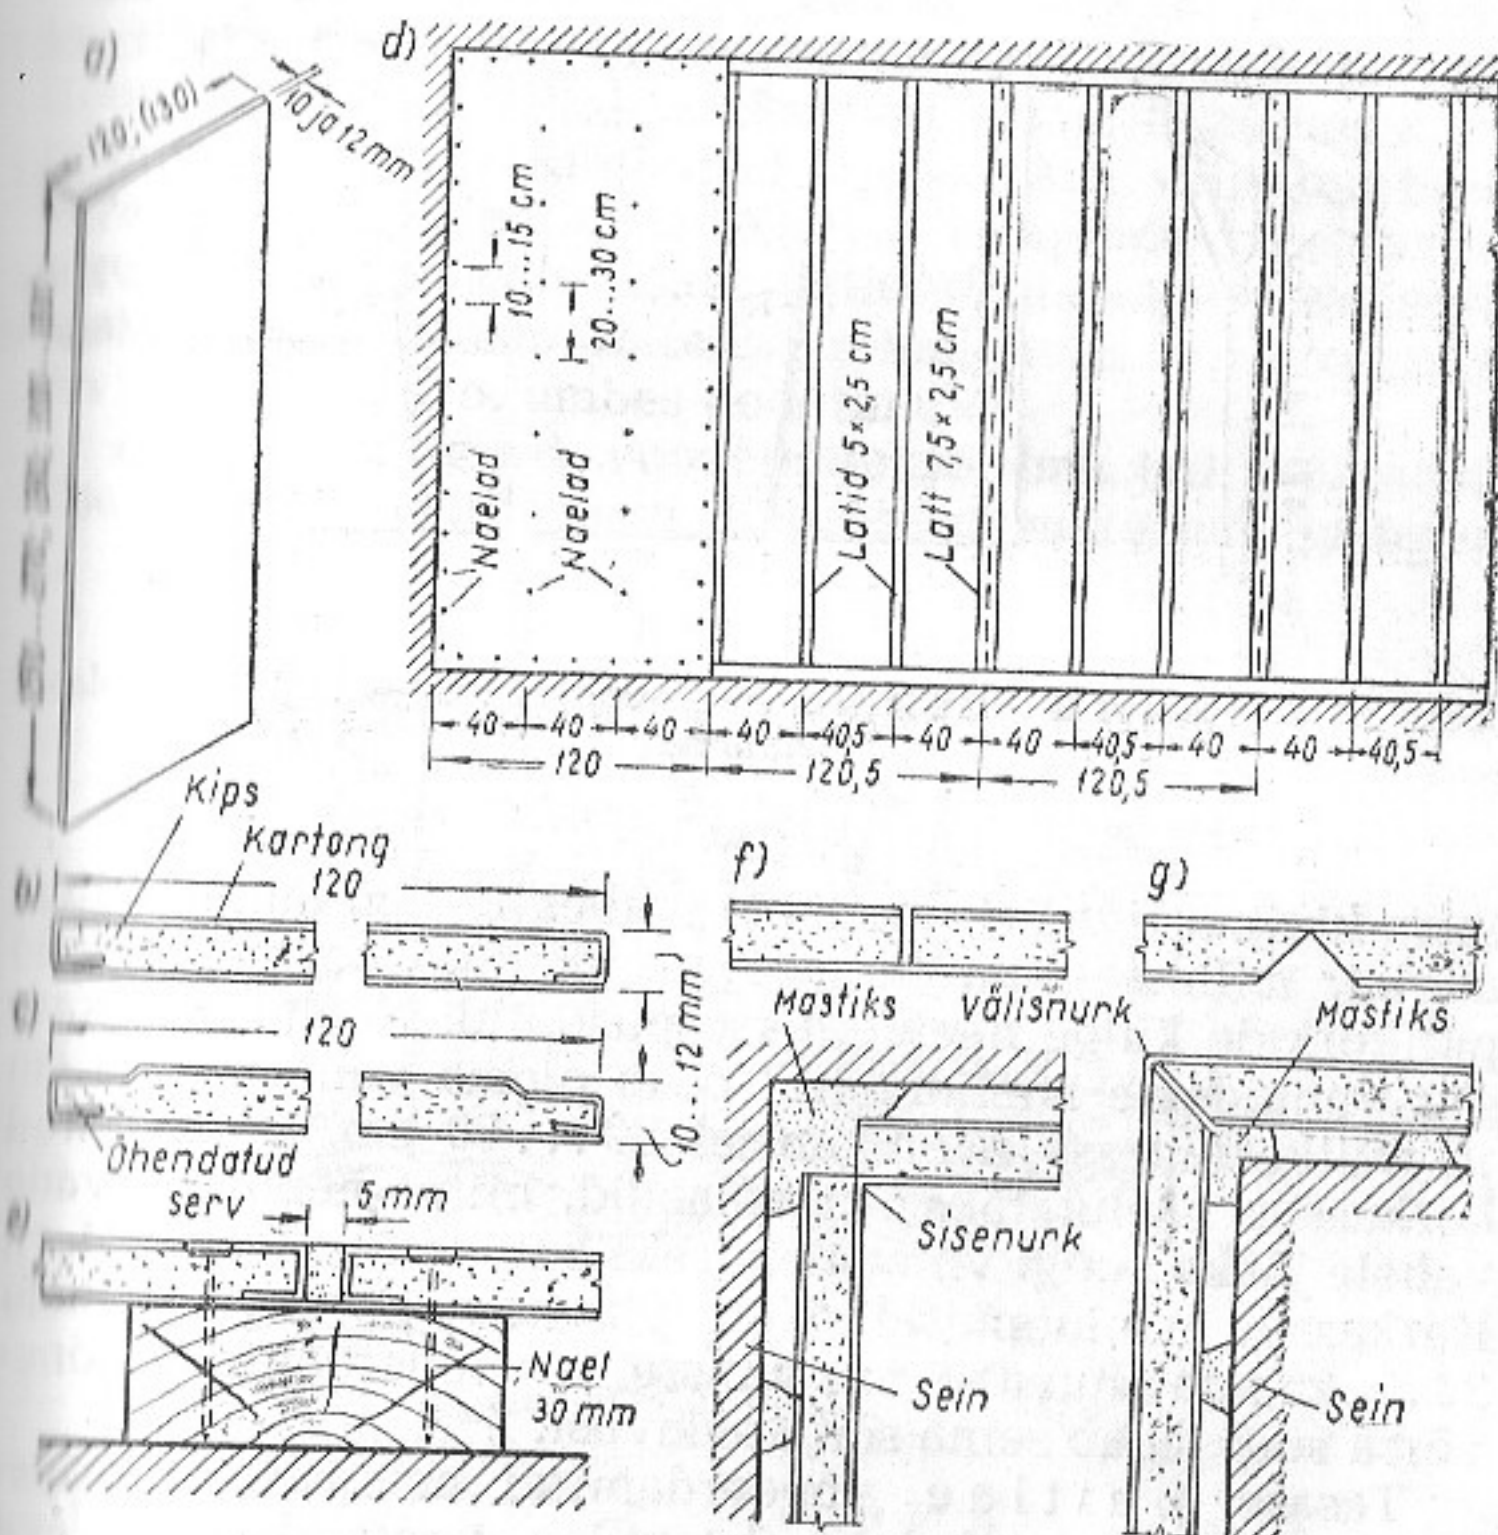 a)
120; (130)
10 ja 12 mm
d)
10...15 cm
20...30 cm
Naelad
Naelad
Latid 5 × 2,5 cm
Latt 7,5 × 2,5 cm
40 40 40 40 40,5 40 40 40,5 40 40 40,5
120 120,5 120,5
Kips
Kartong
b)
120
c)
120
10...12 mm
Õhendatud
serv
e)
5 mm
Nael
30 mm
f)
Mastiks
Sisenurk
Sein
g)
Välisnurk
Mastiks
Sein